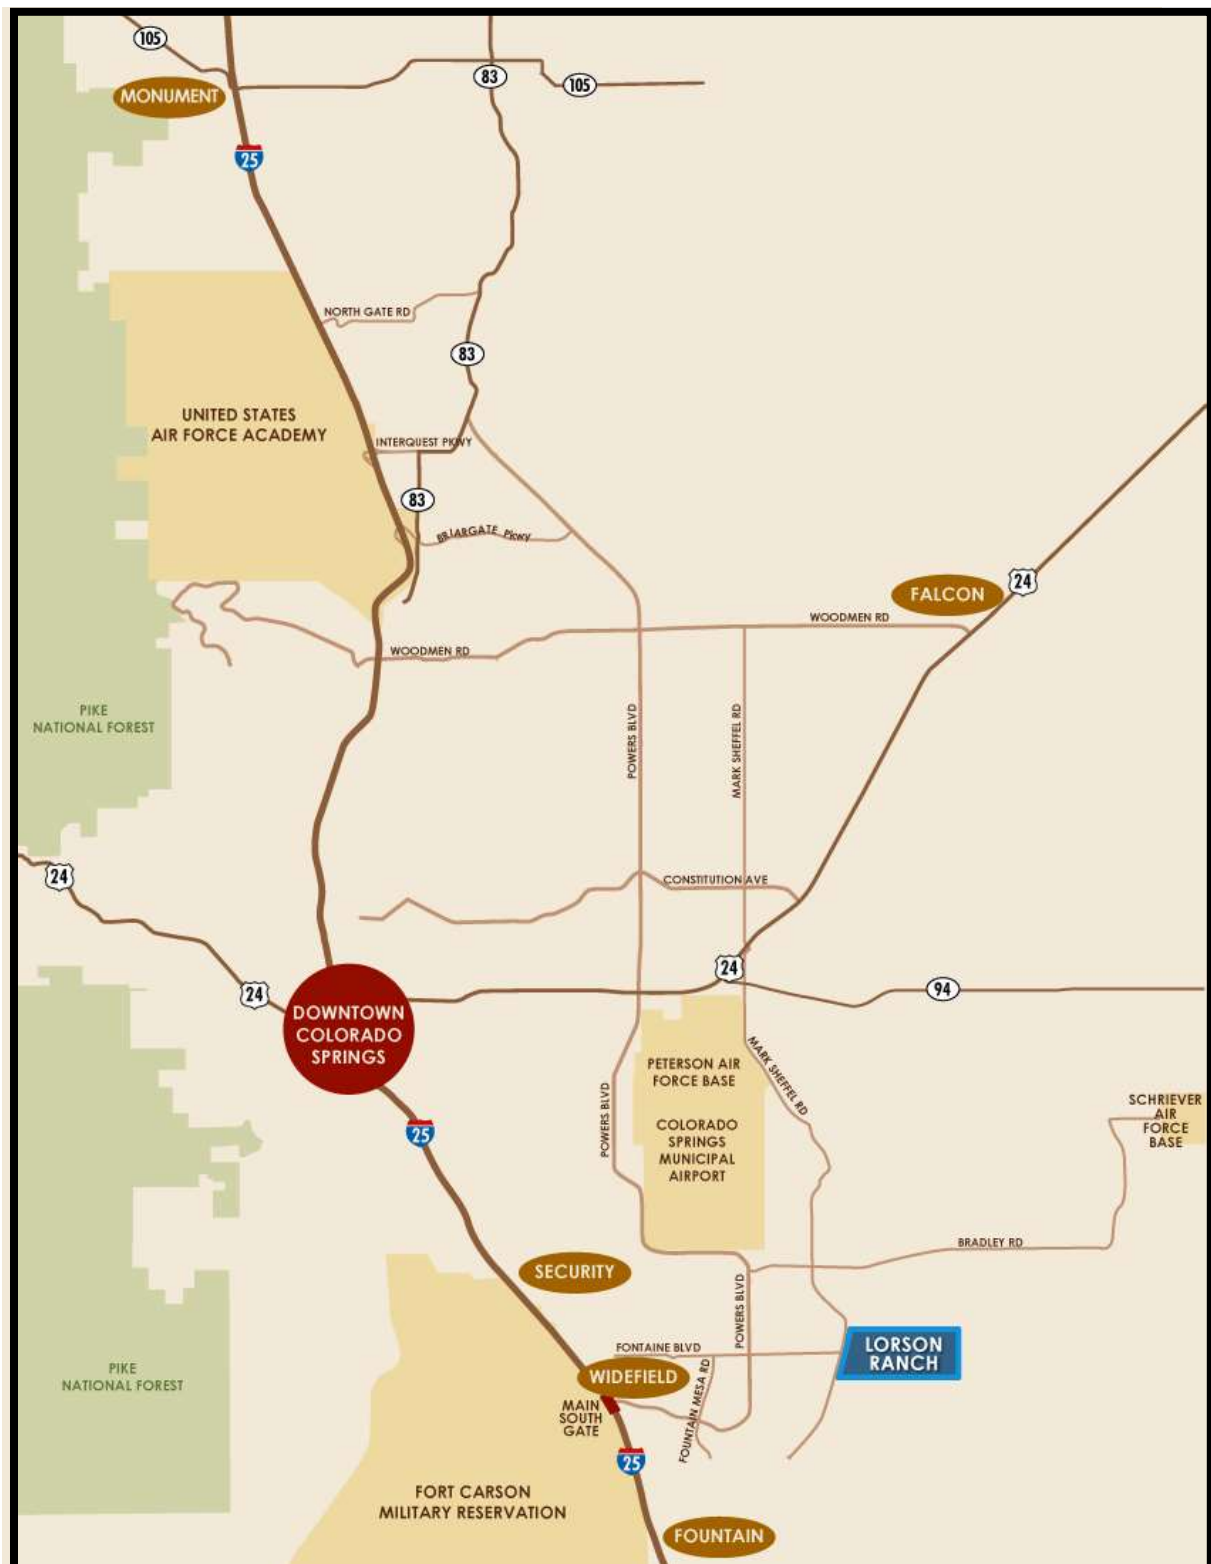 105
83
105
MONUMENT
25
NORTH GATE RD
83
UNITED STATES
AIR FORCE ACADEMY
INTERQUEST PKWY
83
BRIARGATE Pkwy
24
FALCON
WOODMEN RD
WOODMEN RD
PIKE
NATIONAL FOREST
POWERS BLVD
MARK SHEFFEL RD
24
CONSTITUTION AVE
24
24
94
DOWNTOWN
COLORADO
SPRINGS
PETERSON AIR
FORCE BASE
MARK SHEFFEL RD
POWERS BLVD
COLORADO
SPRINGS
MUNICIPAL
AIRPORT
SCHRIEVER
AIR
FORCE
BASE
25
BRADLEY RD
SECURITY
POWERS BLVD
FONTAINE BLVD
LORSON
RANCH
PIKE
NATIONAL FOREST
WIDEFIELD
FOUNTAIN MESA RD
MAIN
SOUTH
GATE
25
FORT CARSON
MILITARY RESERVATION
FOUNTAIN